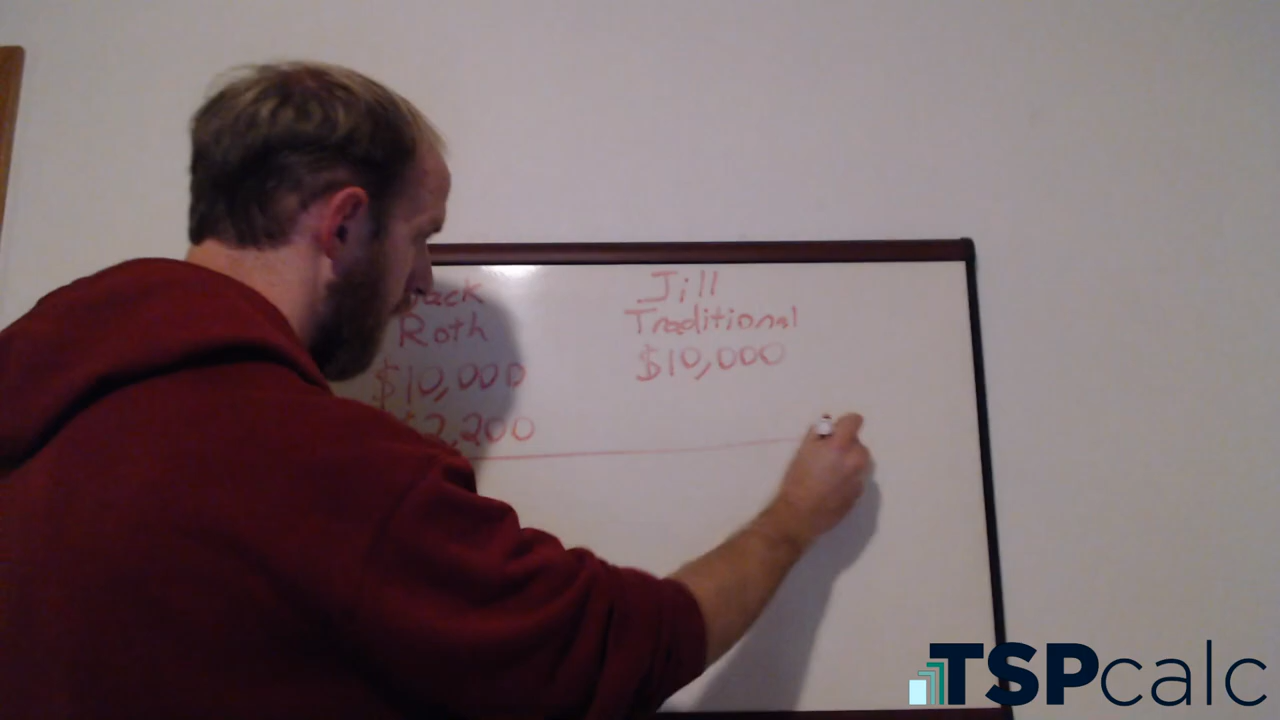 Jack
Roth
$10,000
$2,200
Jill
Traditional
$10,000
TSPcalc